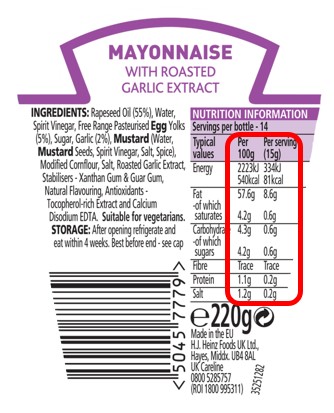 MAYONNAISE
WITH ROASTED
GARLIC EXTRACT
INGREDIENTS: Rapeseed Oil (55%), Water,
Spirit Vinegar, Free Range Pasteurised Egg Yolks
(5%), Sugar, Garlic (2%), Mustard (Water,
Mustard Seeds, Spirit Vinegar, Salt, Spice),
Modified Cornflour, Salt, Roasted Garlic Extract,
Stabilisers - Xanthan Gum & Guar Gum,
Natural Flavouring, Antioxidants -
Tocopherol-rich Extract and Calcium
Disodium EDTA. Suitable for vegetarians.
STORAGE: After opening refrigerate and
eat within 4 weeks. Best before end - see cap
NUTRITION INFORMATION
Servings per bottle - 14
Typical Per Per serving
values 100g (15g)
Energy 2223kJ 334kJ
540kcal 81kcal
Fat 57.6g 8.6g
-of which
saturates 4.2g 0.6g
Carbohydrate 4.3g 0.6g
-of which
sugars 4.2g 0.6g
Fibre Trace Trace
Protein 1.1g 0.2g
Salt 1.2g 0.2g
e220g
Made in the EU
H.J. Heinz Foods UK Ltd.,
Hayes, Middx. UB4 8AL
UK Careline
0800 5285757
(ROI 1800 995311)
35251282
<5045 7779>